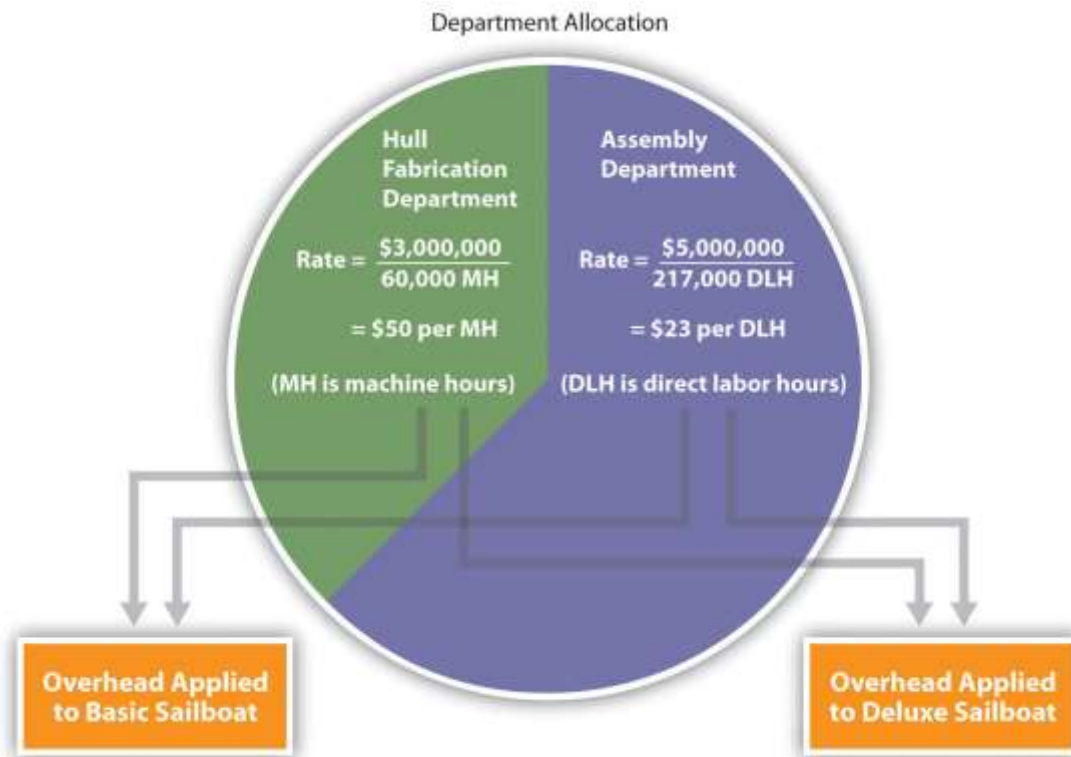 Department Allocation
Hull
Fabrication
Department
Rate = $3,000,000
60,000 MH
= $50 per MH
(MH is machine hours)
Assembly
Department
Rate = $5,000,000
217,000 DLH
= $23 per DLH
(DLH is direct labor hours)
Overhead Applied
to Basic Sailboat
Overhead Applied
to Deluxe Sailboat